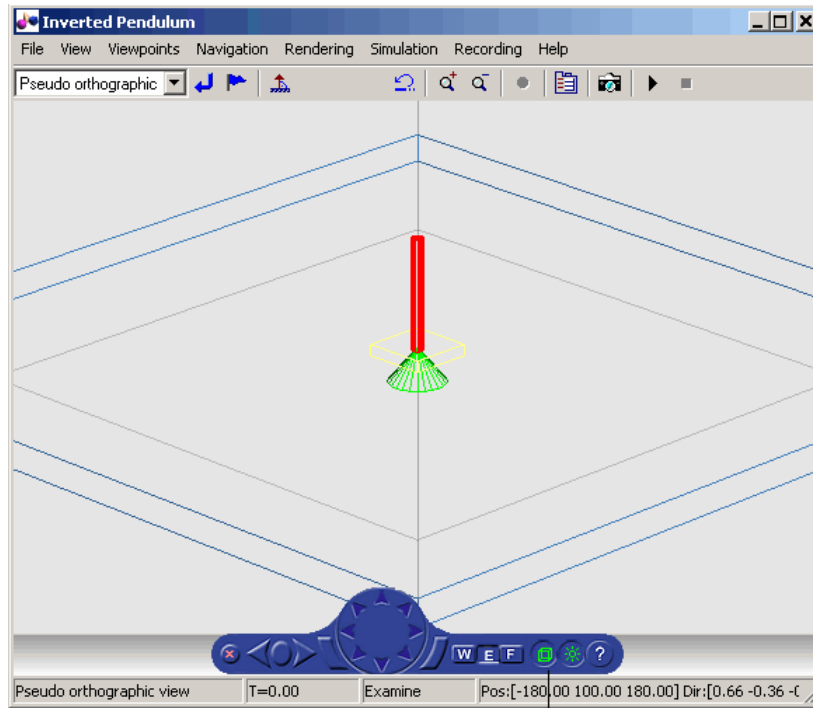 Inverted Pendulum
File View Viewpoints Navigation Rendering Simulation Recording Help
Pseudo orthographic
W E F ?
Pseudo orthographic view T=0.00 Examine Pos:[-180.00 100.00 180.00] Dir:[0.66 -0.36 -0